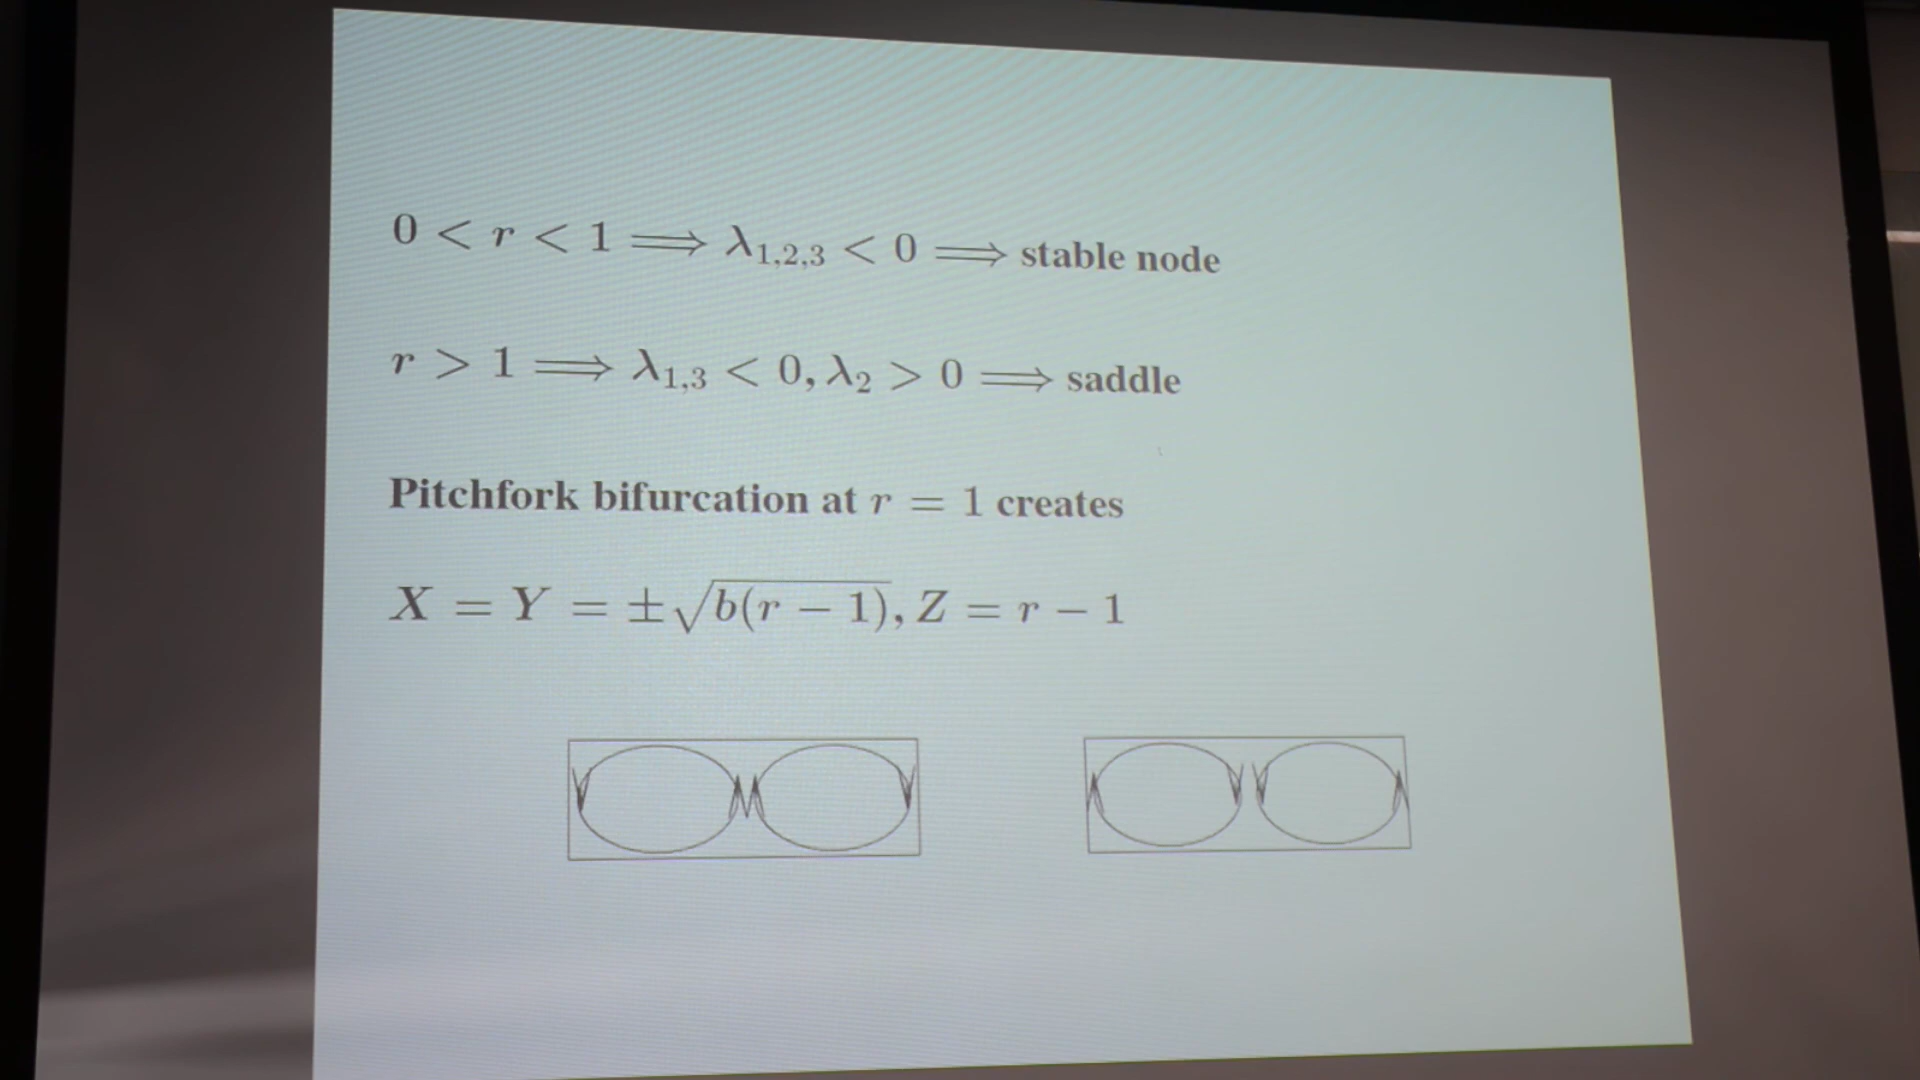 0 < r < 1 ⟹ λ₁,₂,₃ < 0 ⟹ stable node
r > 1 ⟹ λ₁,₃ < 0, λ₂ > 0 ⟹ saddle
Pitchfork bifurcation at r = 1 creates
X = Y = ±√b(r − 1), Z = r − 1